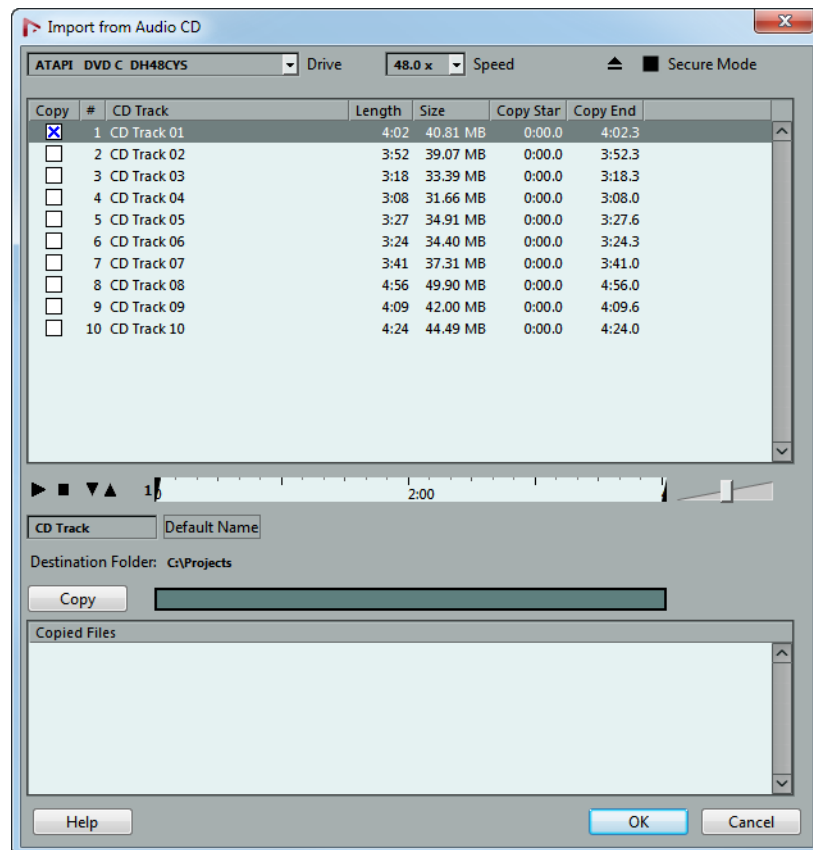 Import from Audio CD
ATAPI DVD C DH48CYS Drive 48.0 x Speed Secure Mode
Copy # CD Track Length Size Copy Star Copy End
1 CD Track 01 4:02 40.81 MB 0:00.0 4:02.3
2 CD Track 02 3:52 39.07 MB 0:00.0 3:52.3
3 CD Track 03 3:18 33.39 MB 0:00.0 3:18.3
4 CD Track 04 3:08 31.66 MB 0:00.0 3:08.0
5 CD Track 05 3:27 34.91 MB 0:00.0 3:27.6
6 CD Track 06 3:24 34.40 MB 0:00.0 3:24.3
7 CD Track 07 3:41 37.31 MB 0:00.0 3:41.0
8 CD Track 08 4:56 49.90 MB 0:00.0 4:56.0
9 CD Track 09 4:09 42.00 MB 0:00.0 4:09.6
10 CD Track 10 4:24 44.49 MB 0:00.0 4:24.0
1 0 2:00
CD Track Default Name
Destination Folder: C:\Projects
Copy
Copied Files
Help OK Cancel